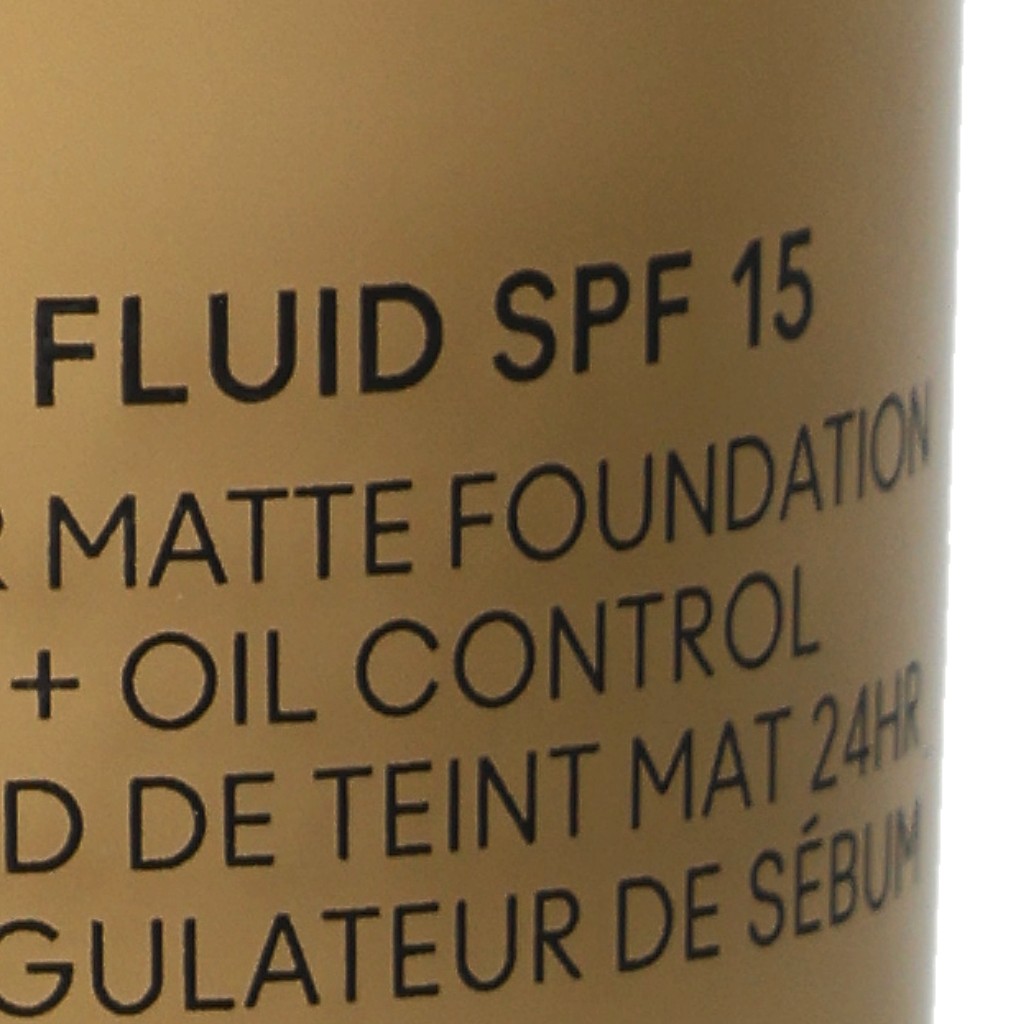 FLUID SPF 15
R MATTE FOUNDATION
+ OIL CONTROL
D DE TEINT MAT 24HR
GULATEUR DE SÉBUM